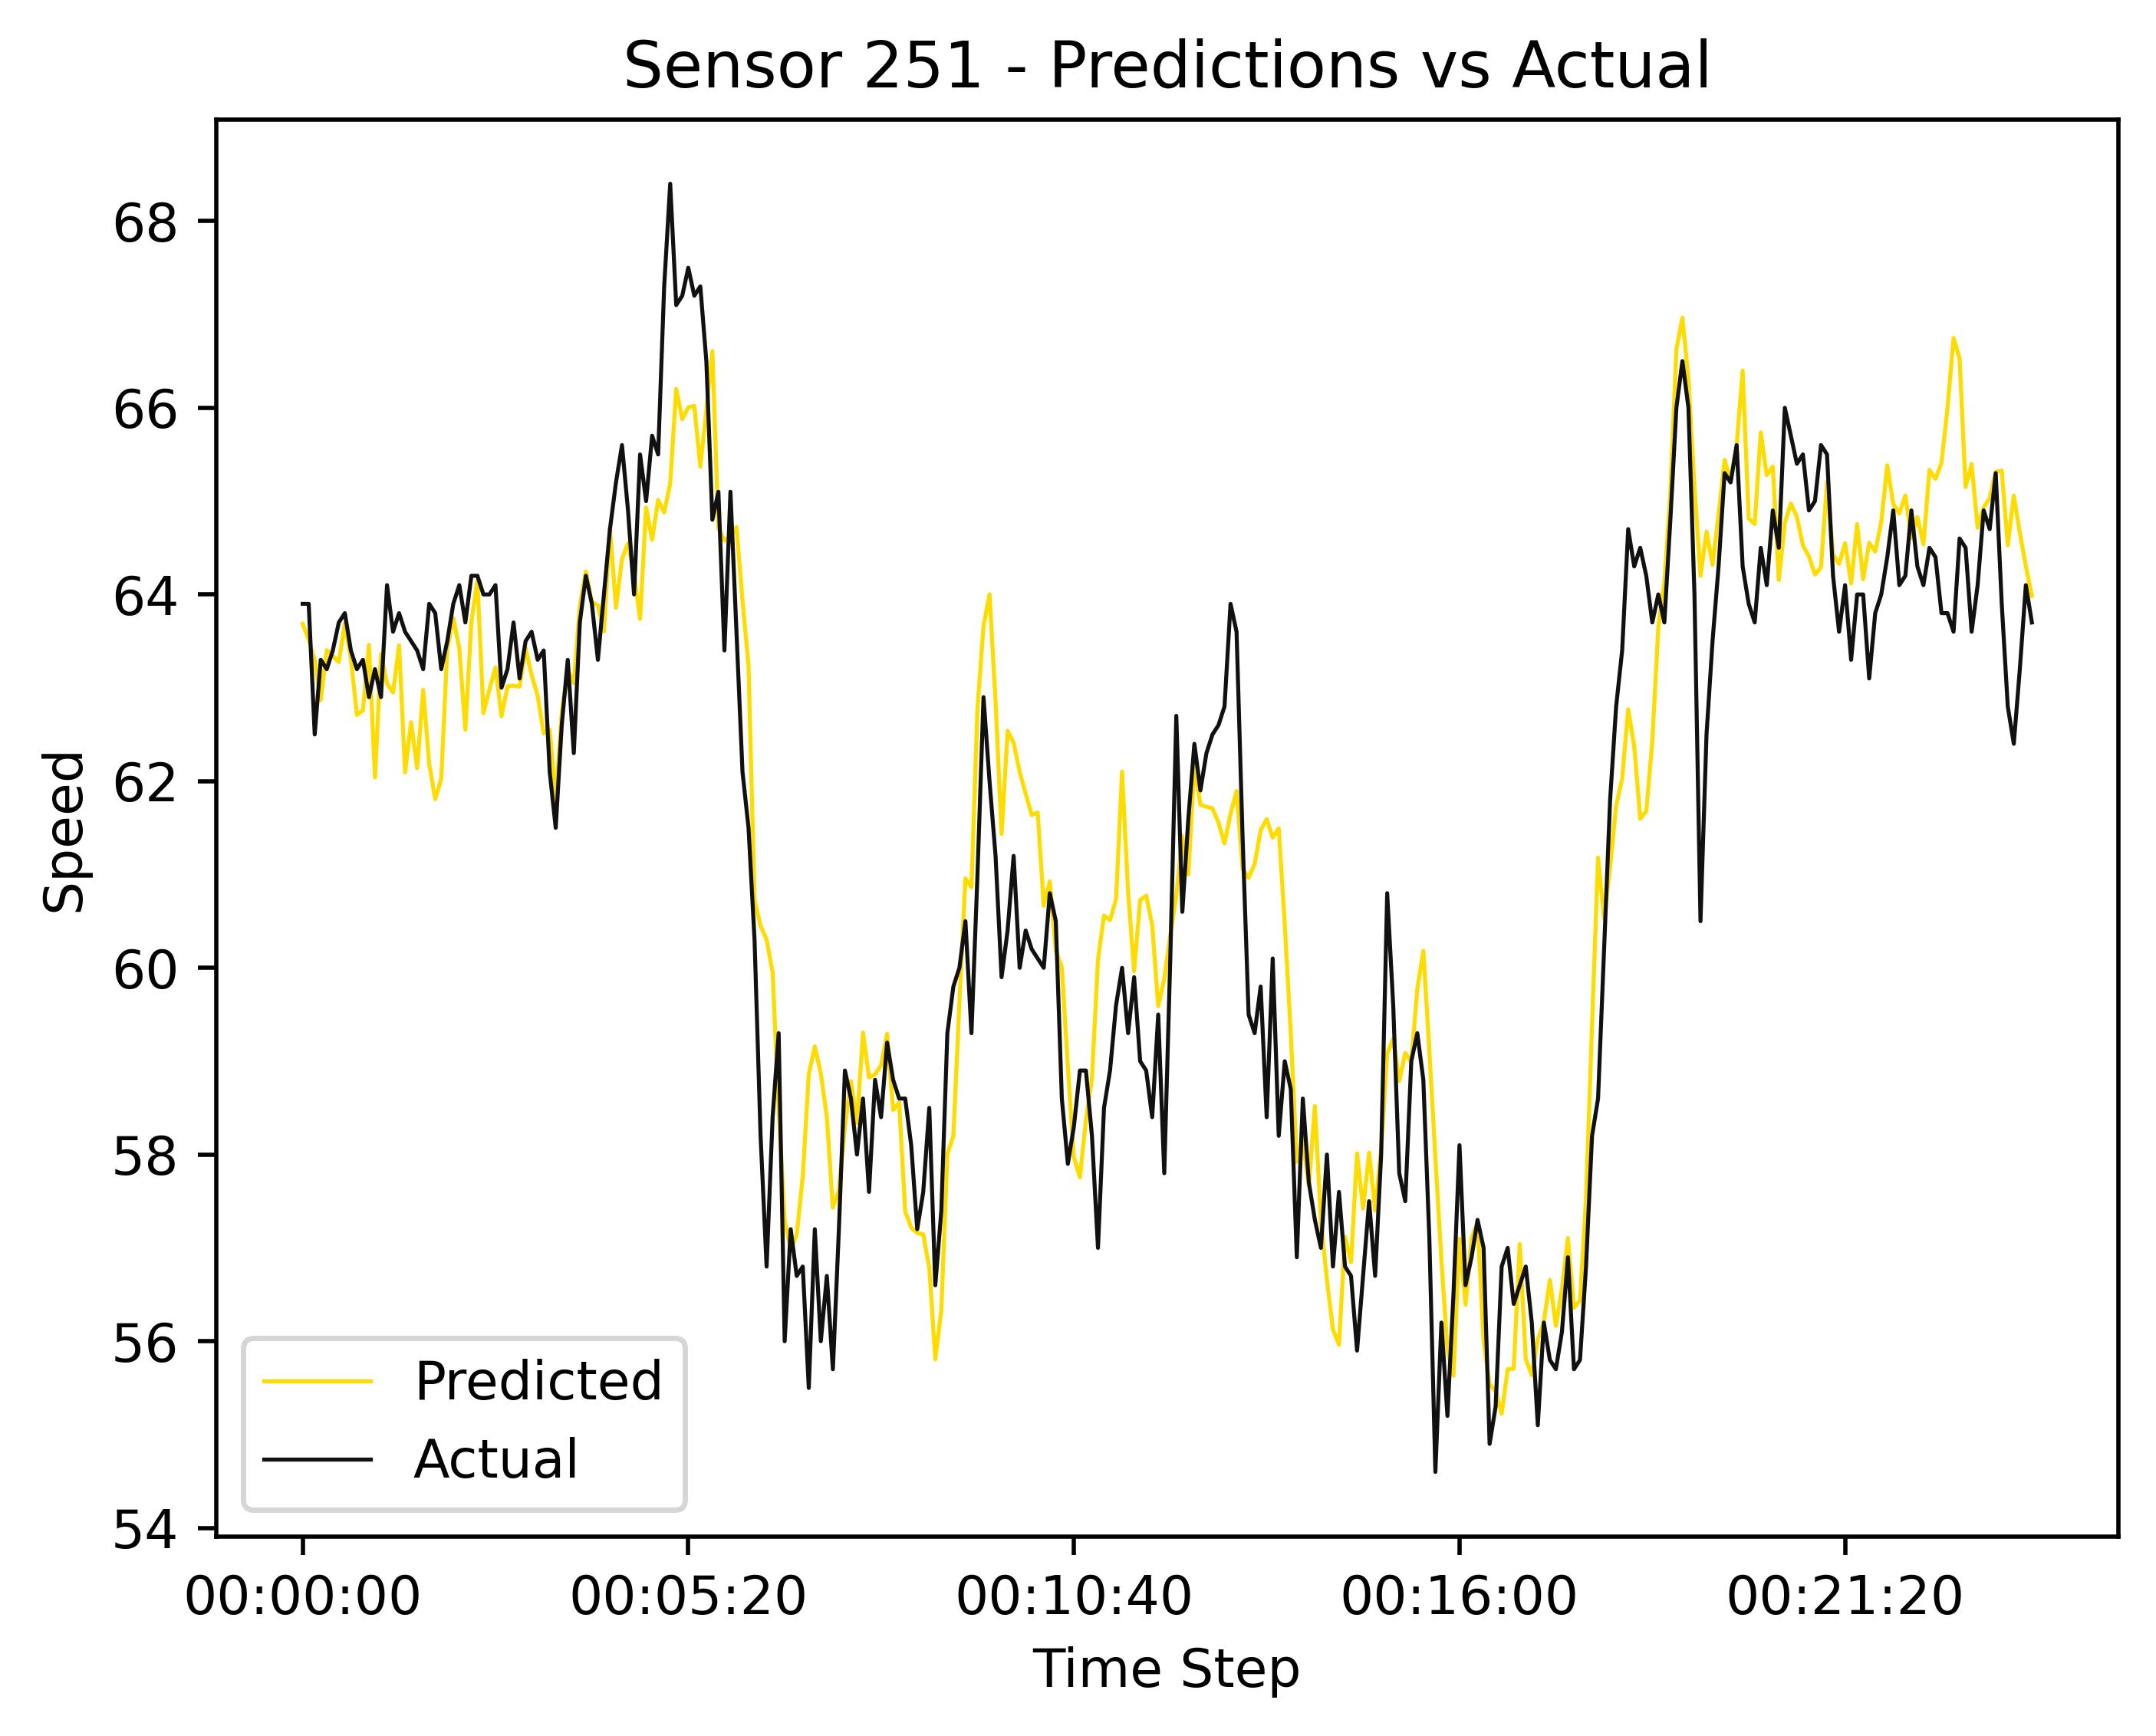 Sensor 251 - Predictions vs Actual
68
66
64
62
60
58
56
54
Speed
Predicted
Actual
00:00:00 00:05:20 00:10:40 00:16:00 00:21:20
Time Step